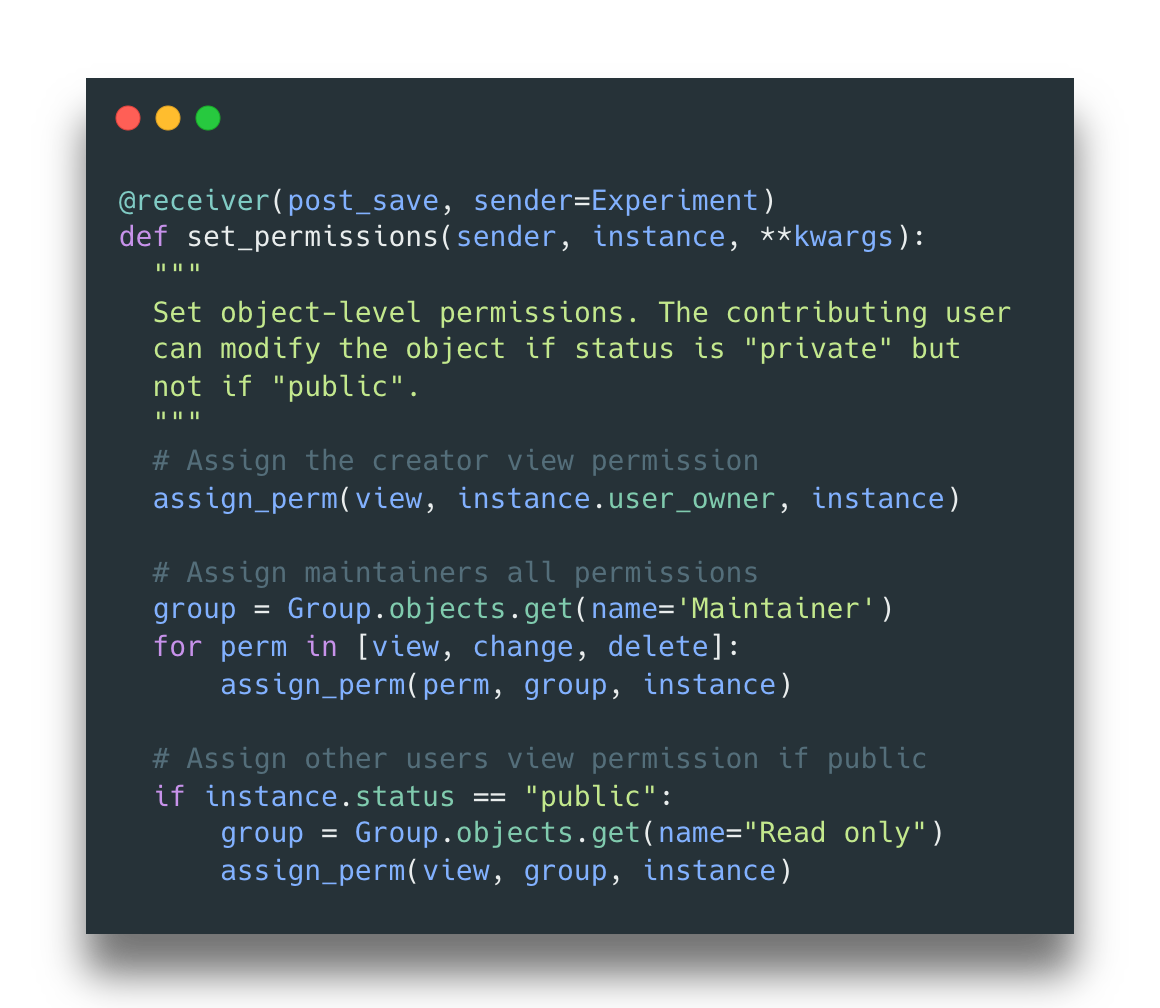 @receiver(post_save, sender=Experiment)
def set_permissions(sender, instance, **kwargs):
  """
  Set object-level permissions. The contributing user
  can modify the object if status is "private" but
  not if "public".
  """
  # Assign the creator view permission
  assign_perm(view, instance.user_owner, instance)

  # Assign maintainers all permissions
  group = Group.objects.get(name='Maintainer')
  for perm in [view, change, delete]:
      assign_perm(perm, group, instance)

  # Assign other users view permission if public
  if instance.status == "public":
      group = Group.objects.get(name="Read only")
      assign_perm(view, group, instance)